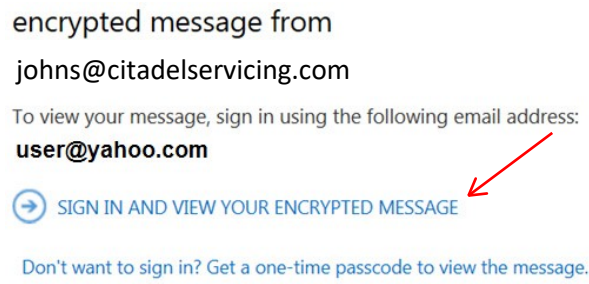 encrypted message from
johns@citadelservicing.com
To view your message, sign in using the following email address:
user@yahoo.com
SIGN IN AND VIEW YOUR ENCRYPTED MESSAGE
Don't want to sign in? Get a one-time passcode to view the message.